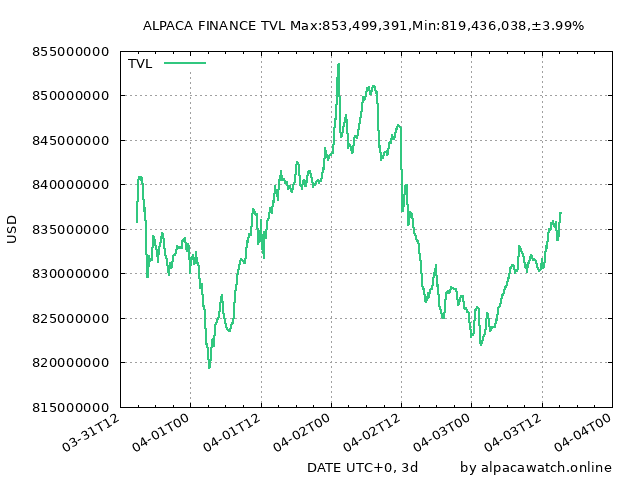 ALPACA FINANCE TVL Max:853,499,391,Min:819,436,038,±3.99%
855000000
TVL
850000000
845000000
840000000
835000000
USD
830000000
825000000
820000000
815000000
03-31T12
04-01T00
04-01T12
04-02T00
04-02T12
04-03T00
04-03T12
04-04T00
DATE UTC+0, 3d
by alpacawatch.online